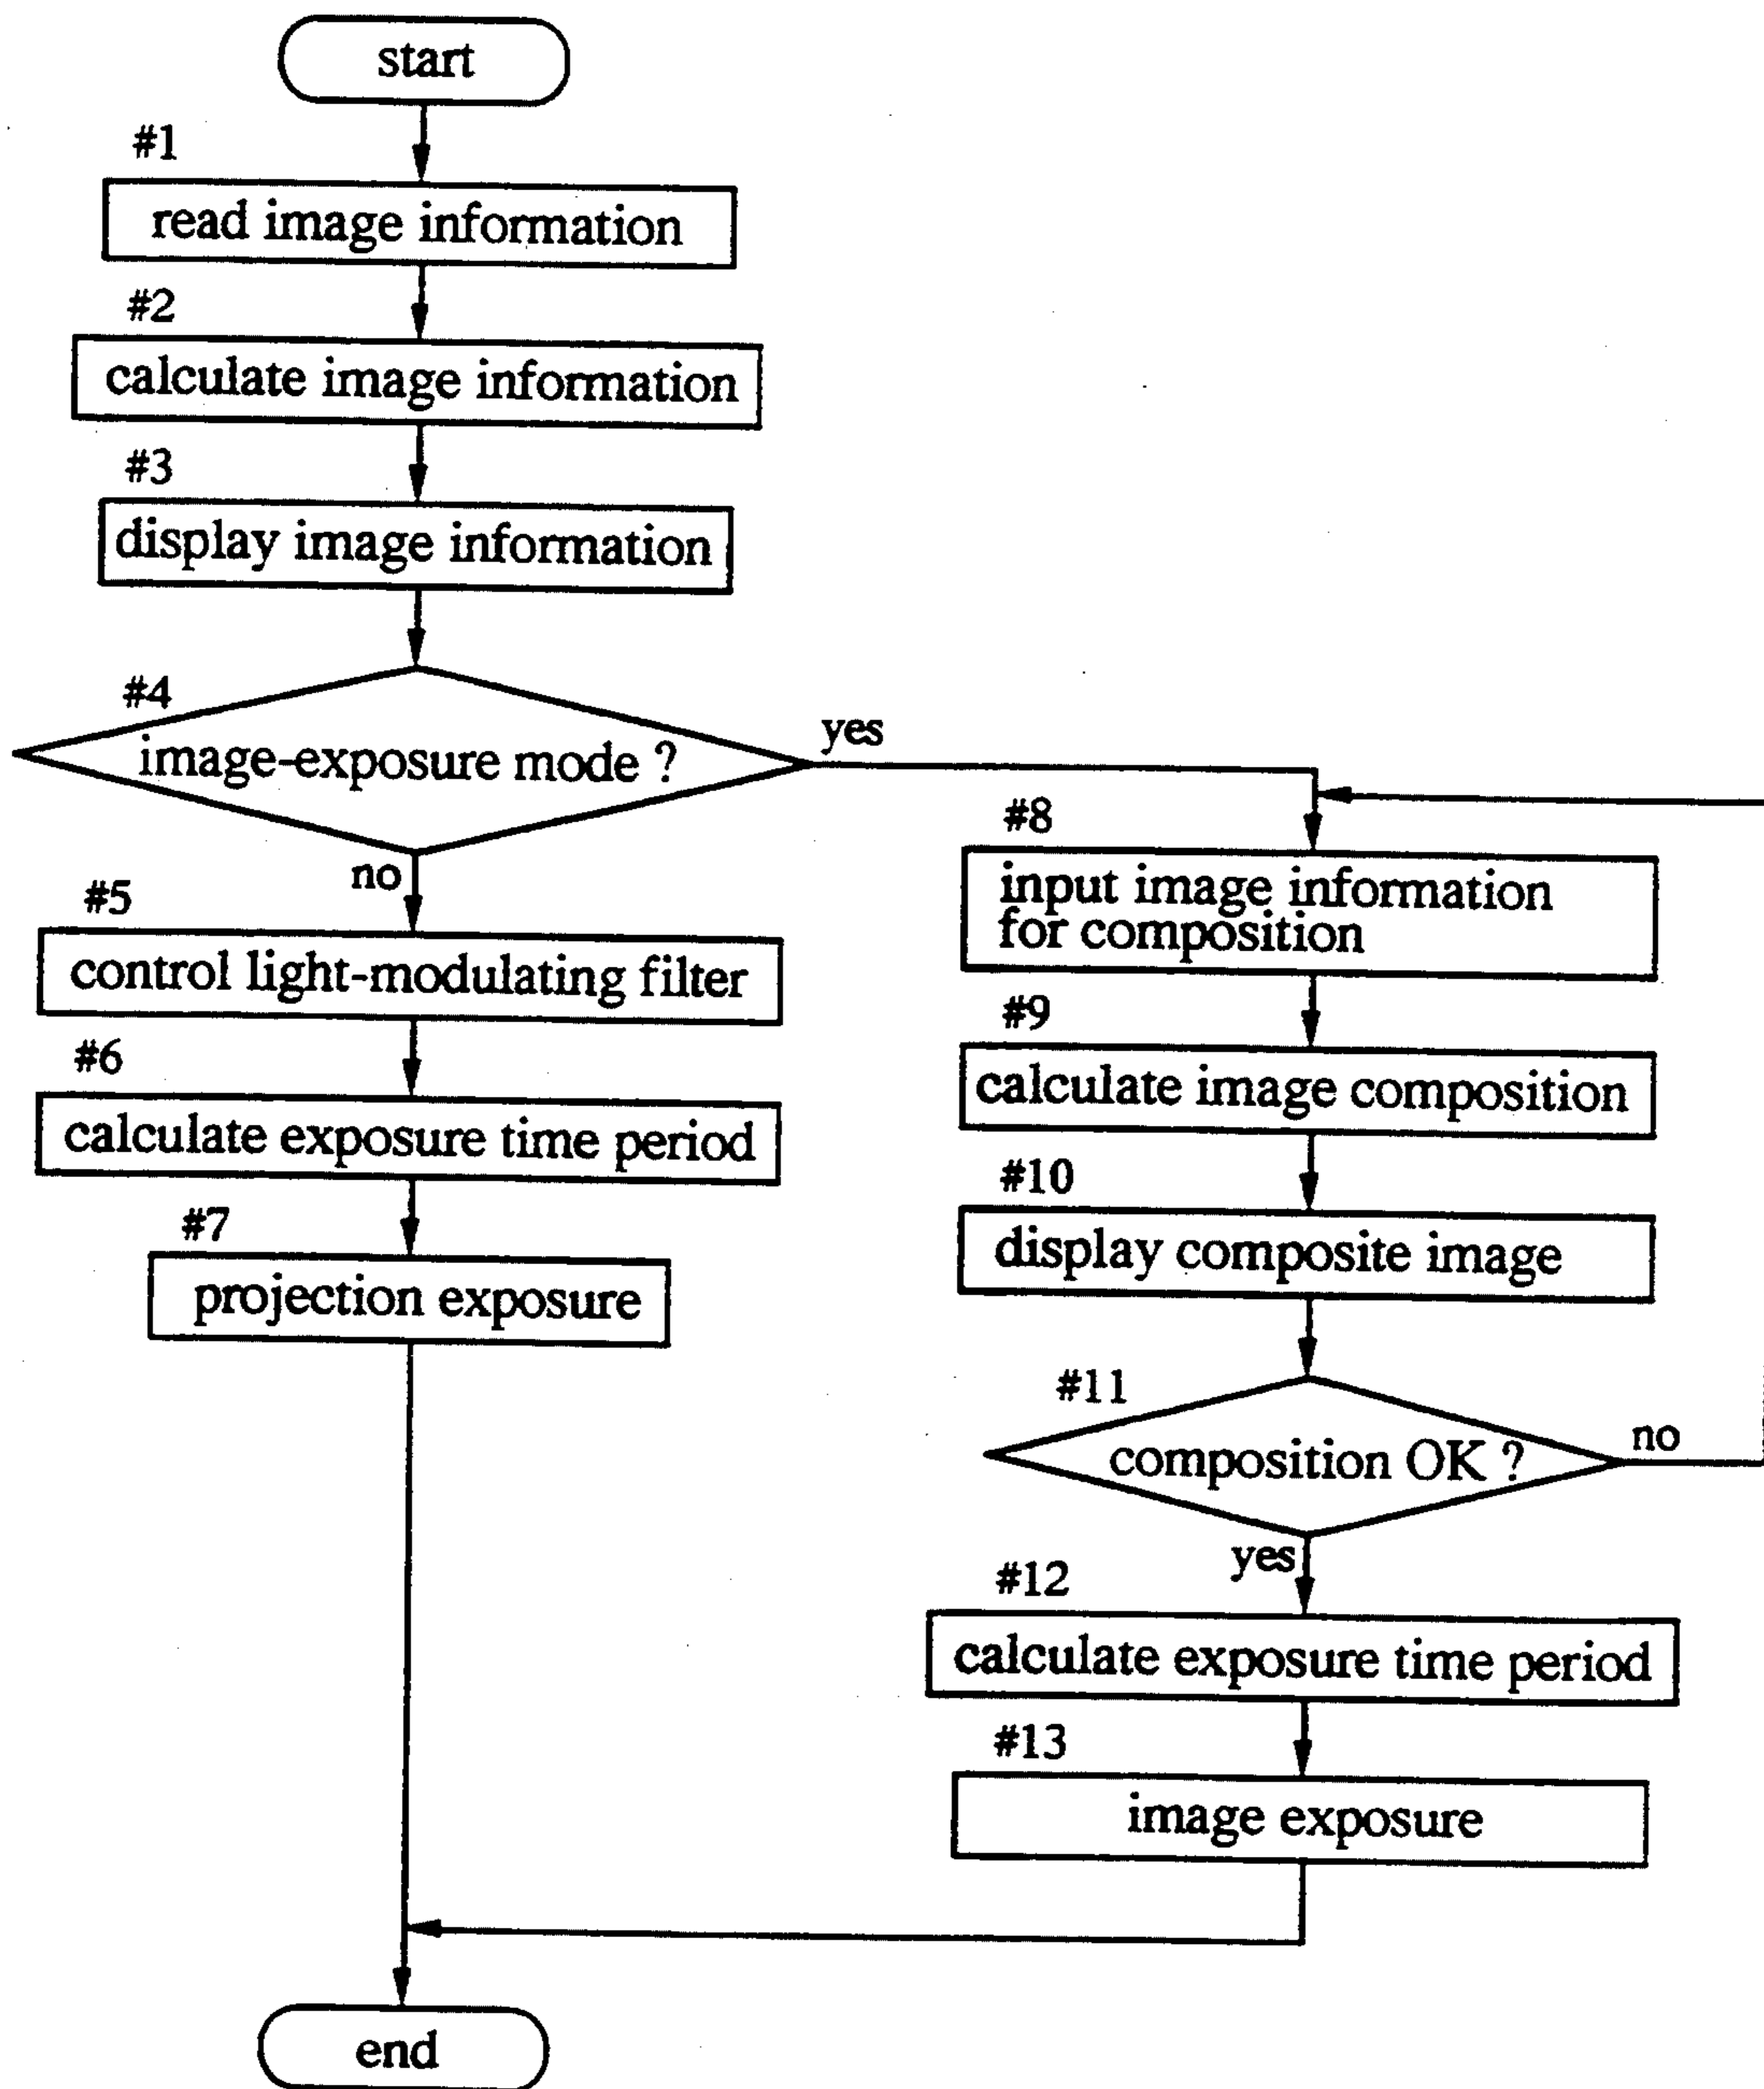 start
#1
read image information
#2
calculate image information
#3
display image information
#4
image-exposure mode ?
yes
no
#5
control light-modulating filter
#6
calculate exposure time period
#7
projection exposure
#8
input image information
for composition
#9
calculate image composition
#10
display composite image
#11
composition OK ?
no
yes
#12
calculate exposure time period
#13
image exposure
end